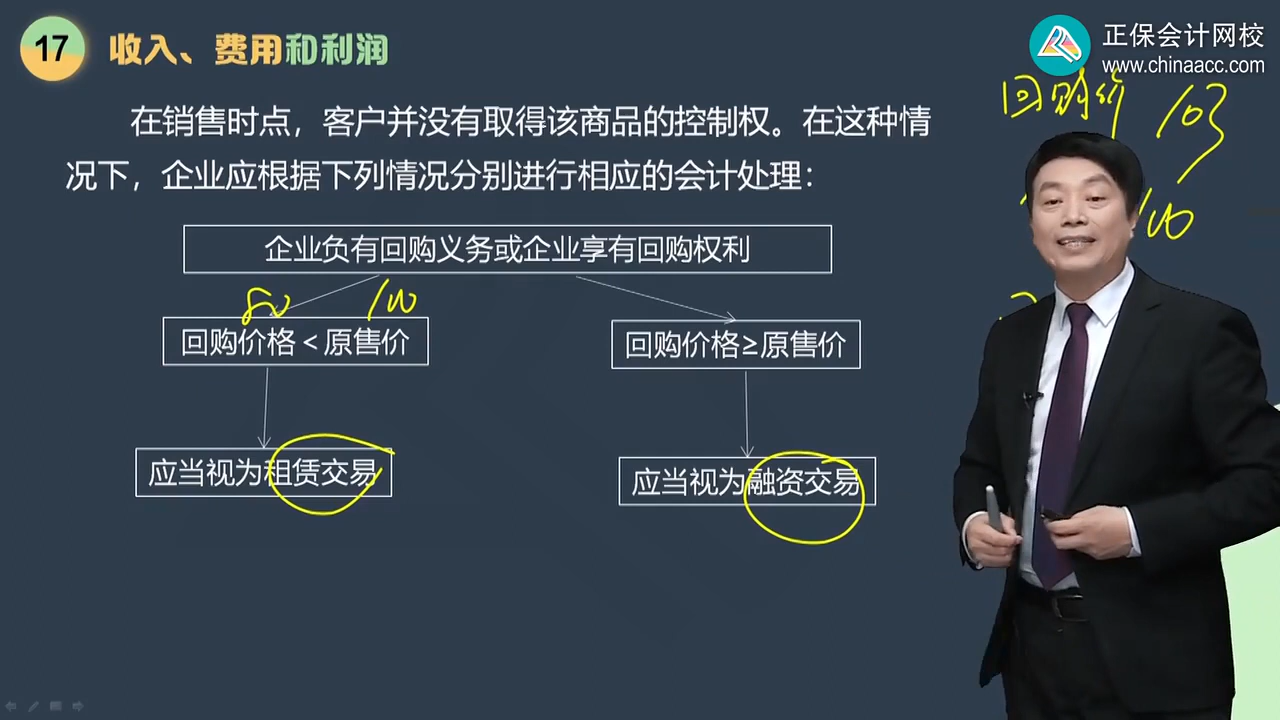 17 收入、费用和利润
正保会计网校
www.chinaacc.com
在销售时点，客户并没有取得该商品的控制权。在这种情
况下，企业应根据下列情况分别进行相应的会计处理：
回购价
100
企业负有回购义务或企业享有回购权利
80 100
回购价格＜原售价
回购价格≥原售价
应当视为租赁交易
应当视为融资交易